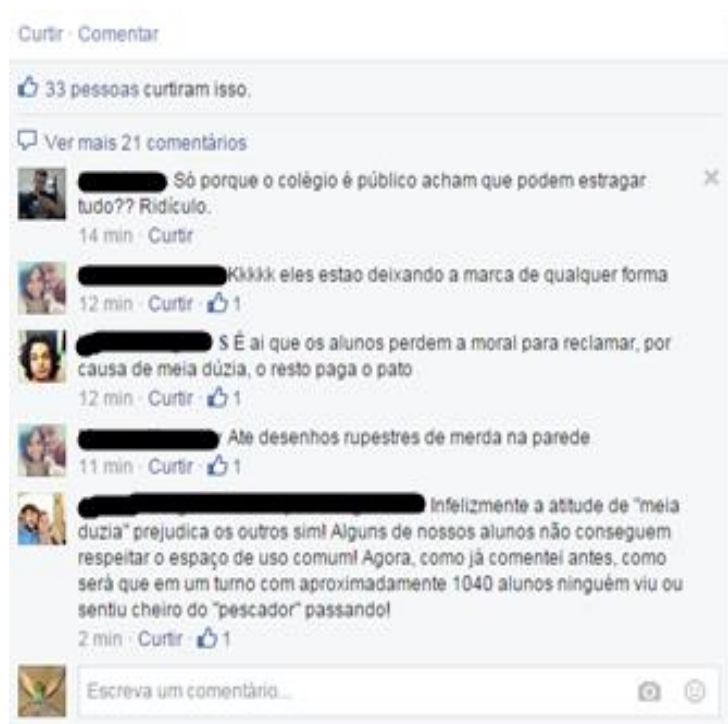 Curtir · Comentar
33 pessoas curtiram isso.
Ver mais 21 comentários
Só porque o colégio é público acham que podem estragar
tudo?? Ridículo.
14 min · Curtir
Kkkkk eles estao deixando a marca de qualquer forma
12 min · Curtir · 1
S É ai que os alunos perdem a moral para reclamar, por
causa de meia dúzia, o resto paga o pato
12 min · Curtir · 1
Ate desenhos rupestres de merda na parede
11 min · Curtir · 1
Infelizmente a atitude de "meia
duzia" prejudica os outros sim! Alguns de nossos alunos não conseguem
respeitar o espaço de uso comum! Agora, como já comentei antes, como
será que em um turno com aproximadamente 1040 alunos ninguém viu ou
sentiu cheiro do "pescador" passando!
2 min · Curtir · 1
Escreva um comentário...